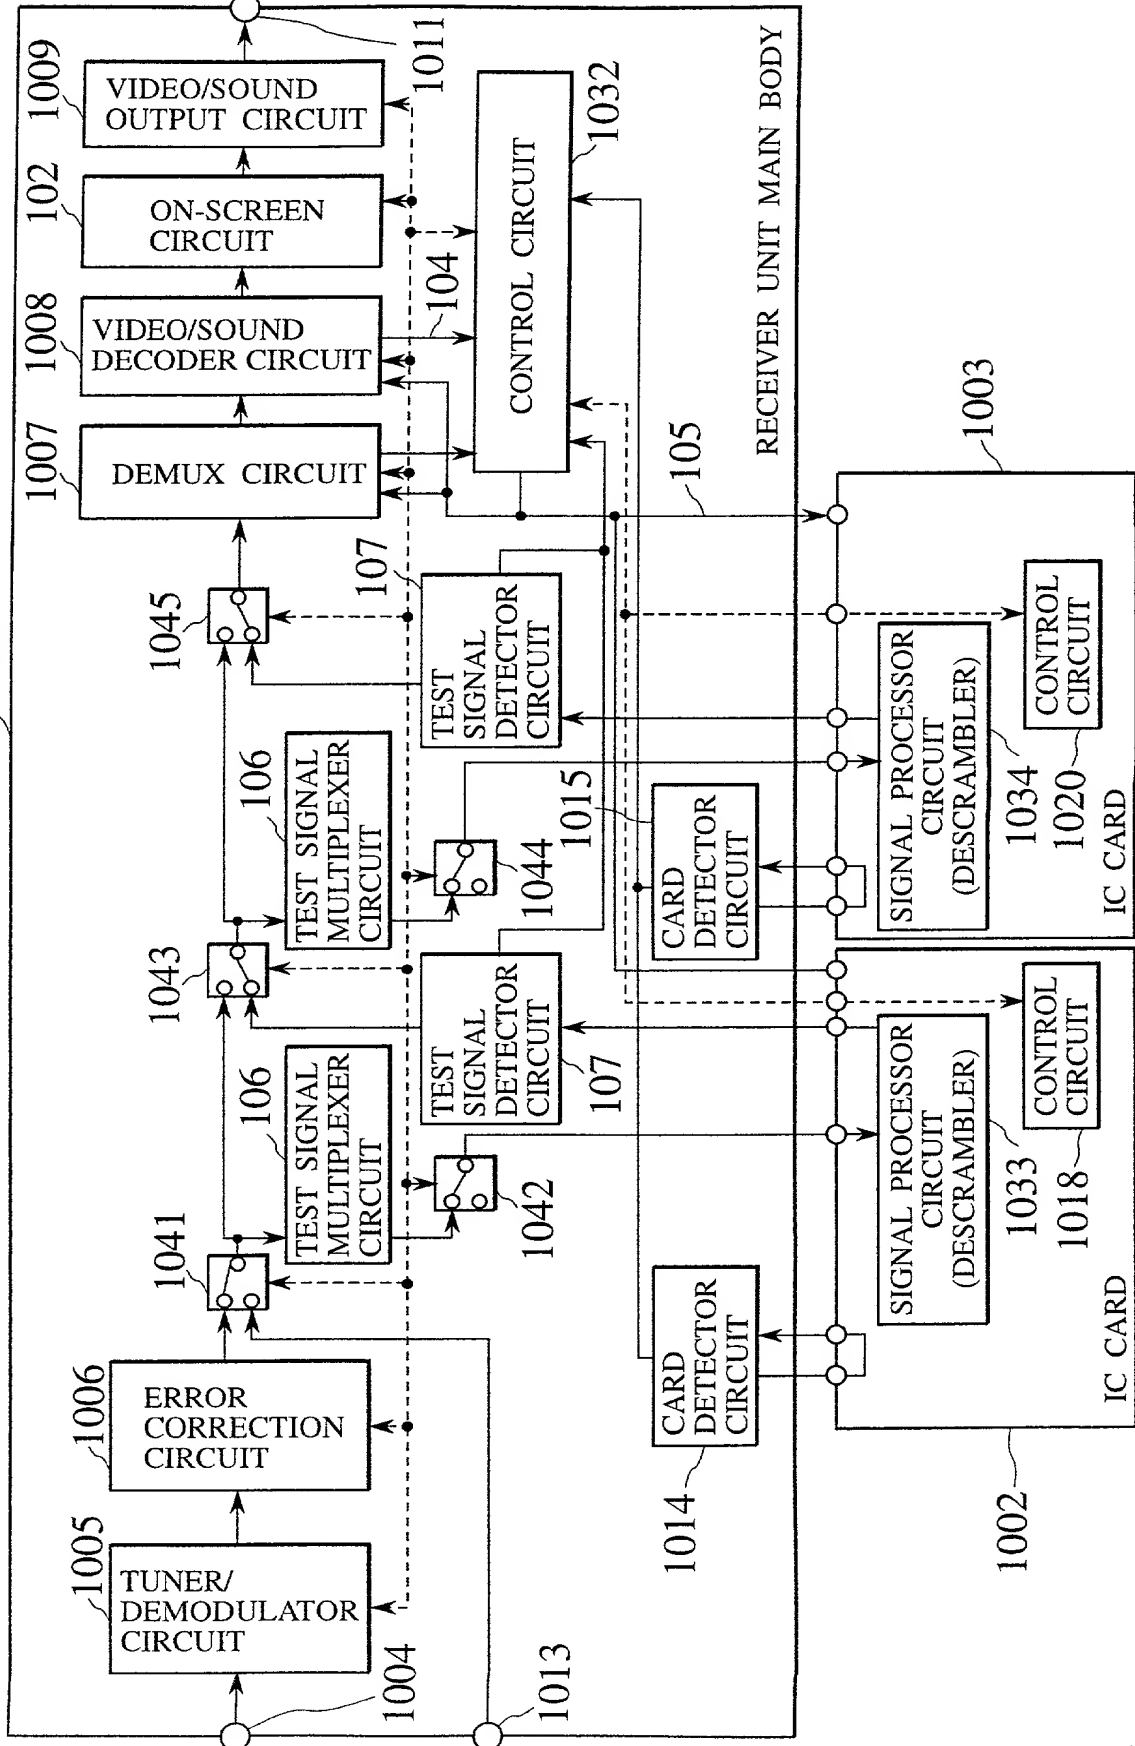 1004
1005
TUNER/
DEMODULATOR
CIRCUIT
1006
ERROR
CORRECTION
CIRCUIT
1041
1043
1045
1007
DEMUX CIRCUIT
1008
VIDEO/SOUND
DECODER CIRCUIT
102
ON-SCREEN
CIRCUIT
1009
VIDEO/SOUND
OUTPUT CIRCUIT
1011
106
TEST SIGNAL
MULTIPLEXER
CIRCUIT
106
TEST SIGNAL
MULTIPLEXER
CIRCUIT
1013
1042
TEST
SIGNAL
DETECTOR
CIRCUIT
107
1044
107
TEST
SIGNAL
DETECTOR
CIRCUIT
104
CONTROL CIRCUIT
1032
1014
CARD
DETECTOR
CIRCUIT
1015
CARD
DETECTOR
CIRCUIT
105
RECEIVER UNIT MAIN BODY
1002
SIGNAL PROCESSOR
CIRCUIT
(DESCRAMBLER)
1033
CONTROL
CIRCUIT
1018
IC CARD
1003
SIGNAL PROCESSOR
CIRCUIT
(DESCRAMBLER)
1034
CONTROL
CIRCUIT
1020
IC CARD